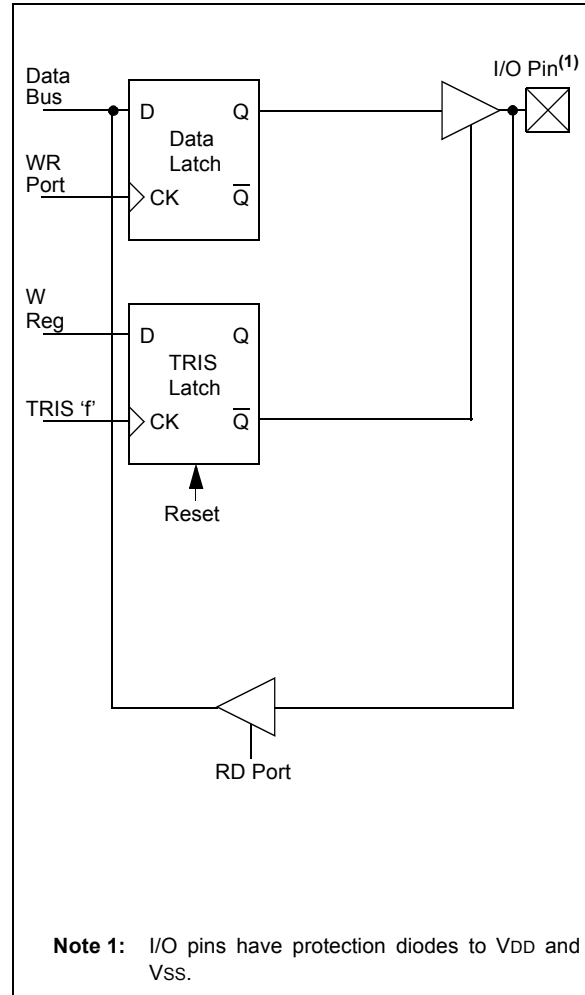 Data
Bus
I/O Pin(1)
D
Q
Data
Latch
WR
Port
CK
Q̅
W
Reg
D
Q
TRIS
Latch
TRIS ‘f’
CK
Q̅
Reset
RD Port
Note 1: I/O pins have protection diodes to VDD and
VSS.